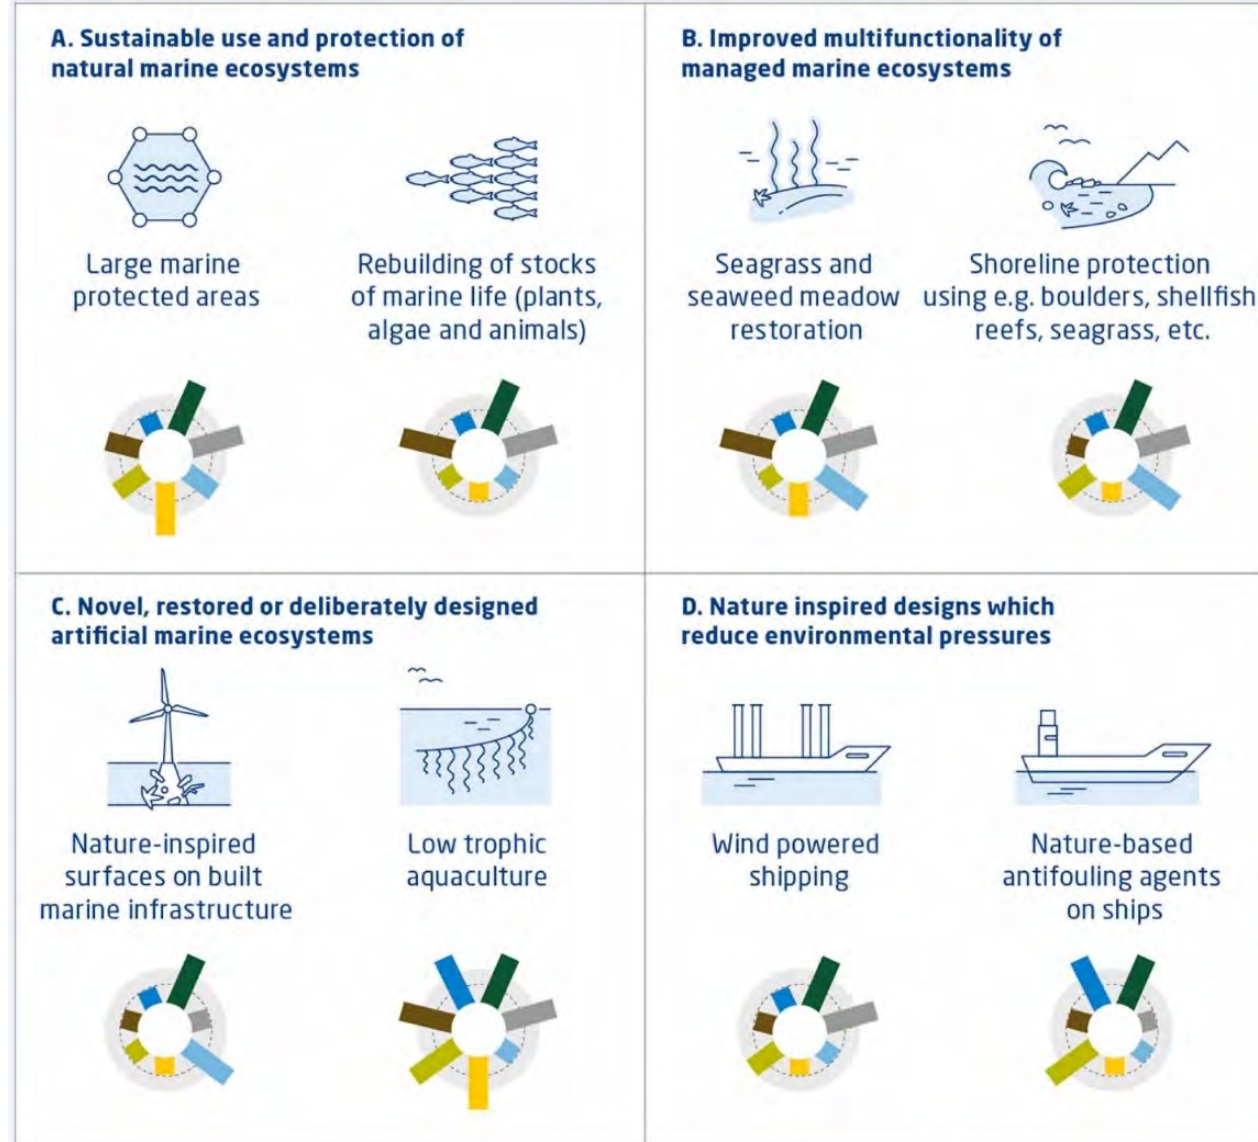 A. Sustainable use and protection of
natural marine ecosystems
Large marine
protected areas
Rebuilding of stocks
of marine life (plants,
algae and animals)
B. Improved multifunctionality of
managed marine ecosystems
Seagrass and
seaweed meadow
restoration
Shoreline protection
using e.g. boulders, shellfish
reefs, seagrass, etc.
C. Novel, restored or deliberately designed
artificial marine ecosystems
Nature-inspired
surfaces on built
marine infrastructure
Low trophic
aquaculture
D. Nature inspired designs which
reduce environmental pressures
Wind powered
shipping
Nature-based
antifouling agents
on ships